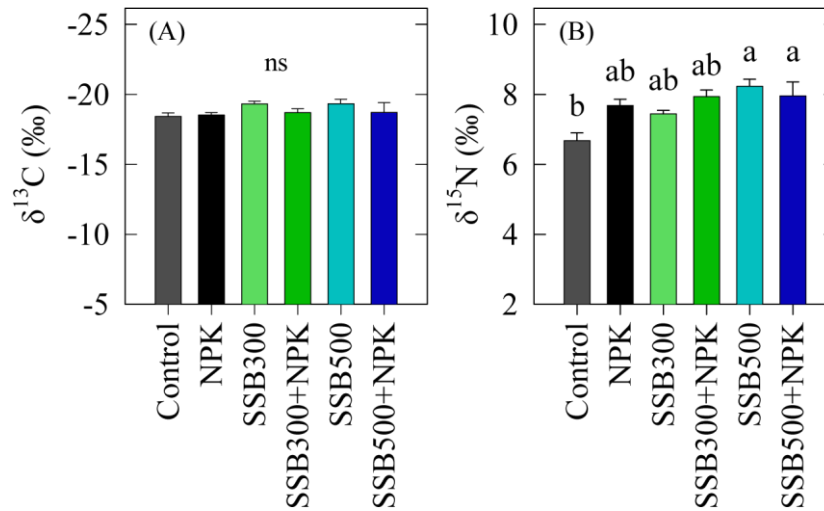 (A)
ns
δ¹³C (‰)
-25
-20
-15
-10
-5
Control
NPK
SSB300
SSB300+NPK
SSB500
SSB500+NPK
(B)
b
ab
ab
ab
a
a
δ¹⁵N (‰)
10
8
6
4
2
Control
NPK
SSB300
SSB300+NPK
SSB500
SSB500+NPK